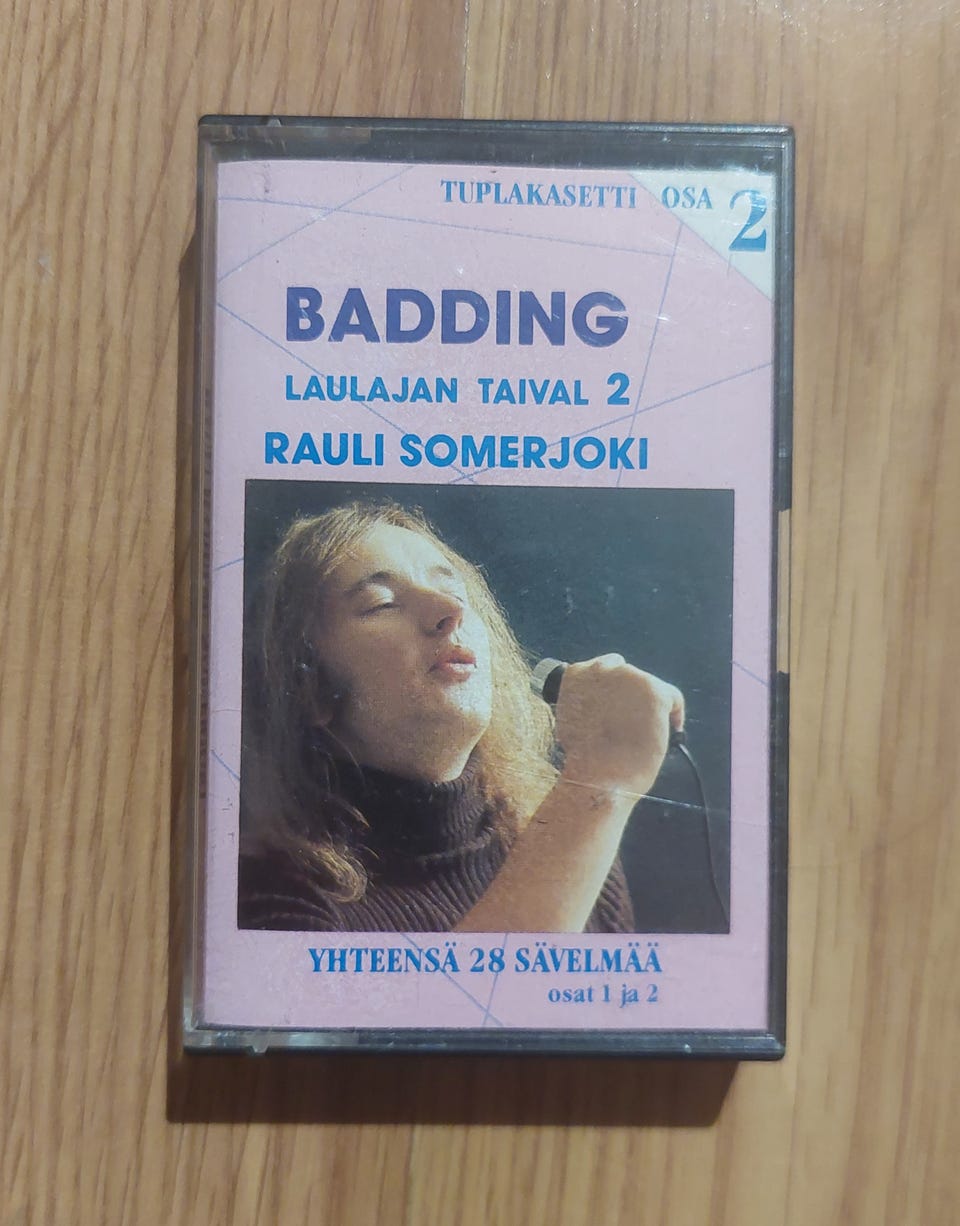 TUPLAKASETTI OSA 2
BADDING
LAULAJAN TAIVAL 2
RAULI SOMERJOKI
YHTEENSÄ 28 SÄVELMÄÄ
osat 1 ja 2